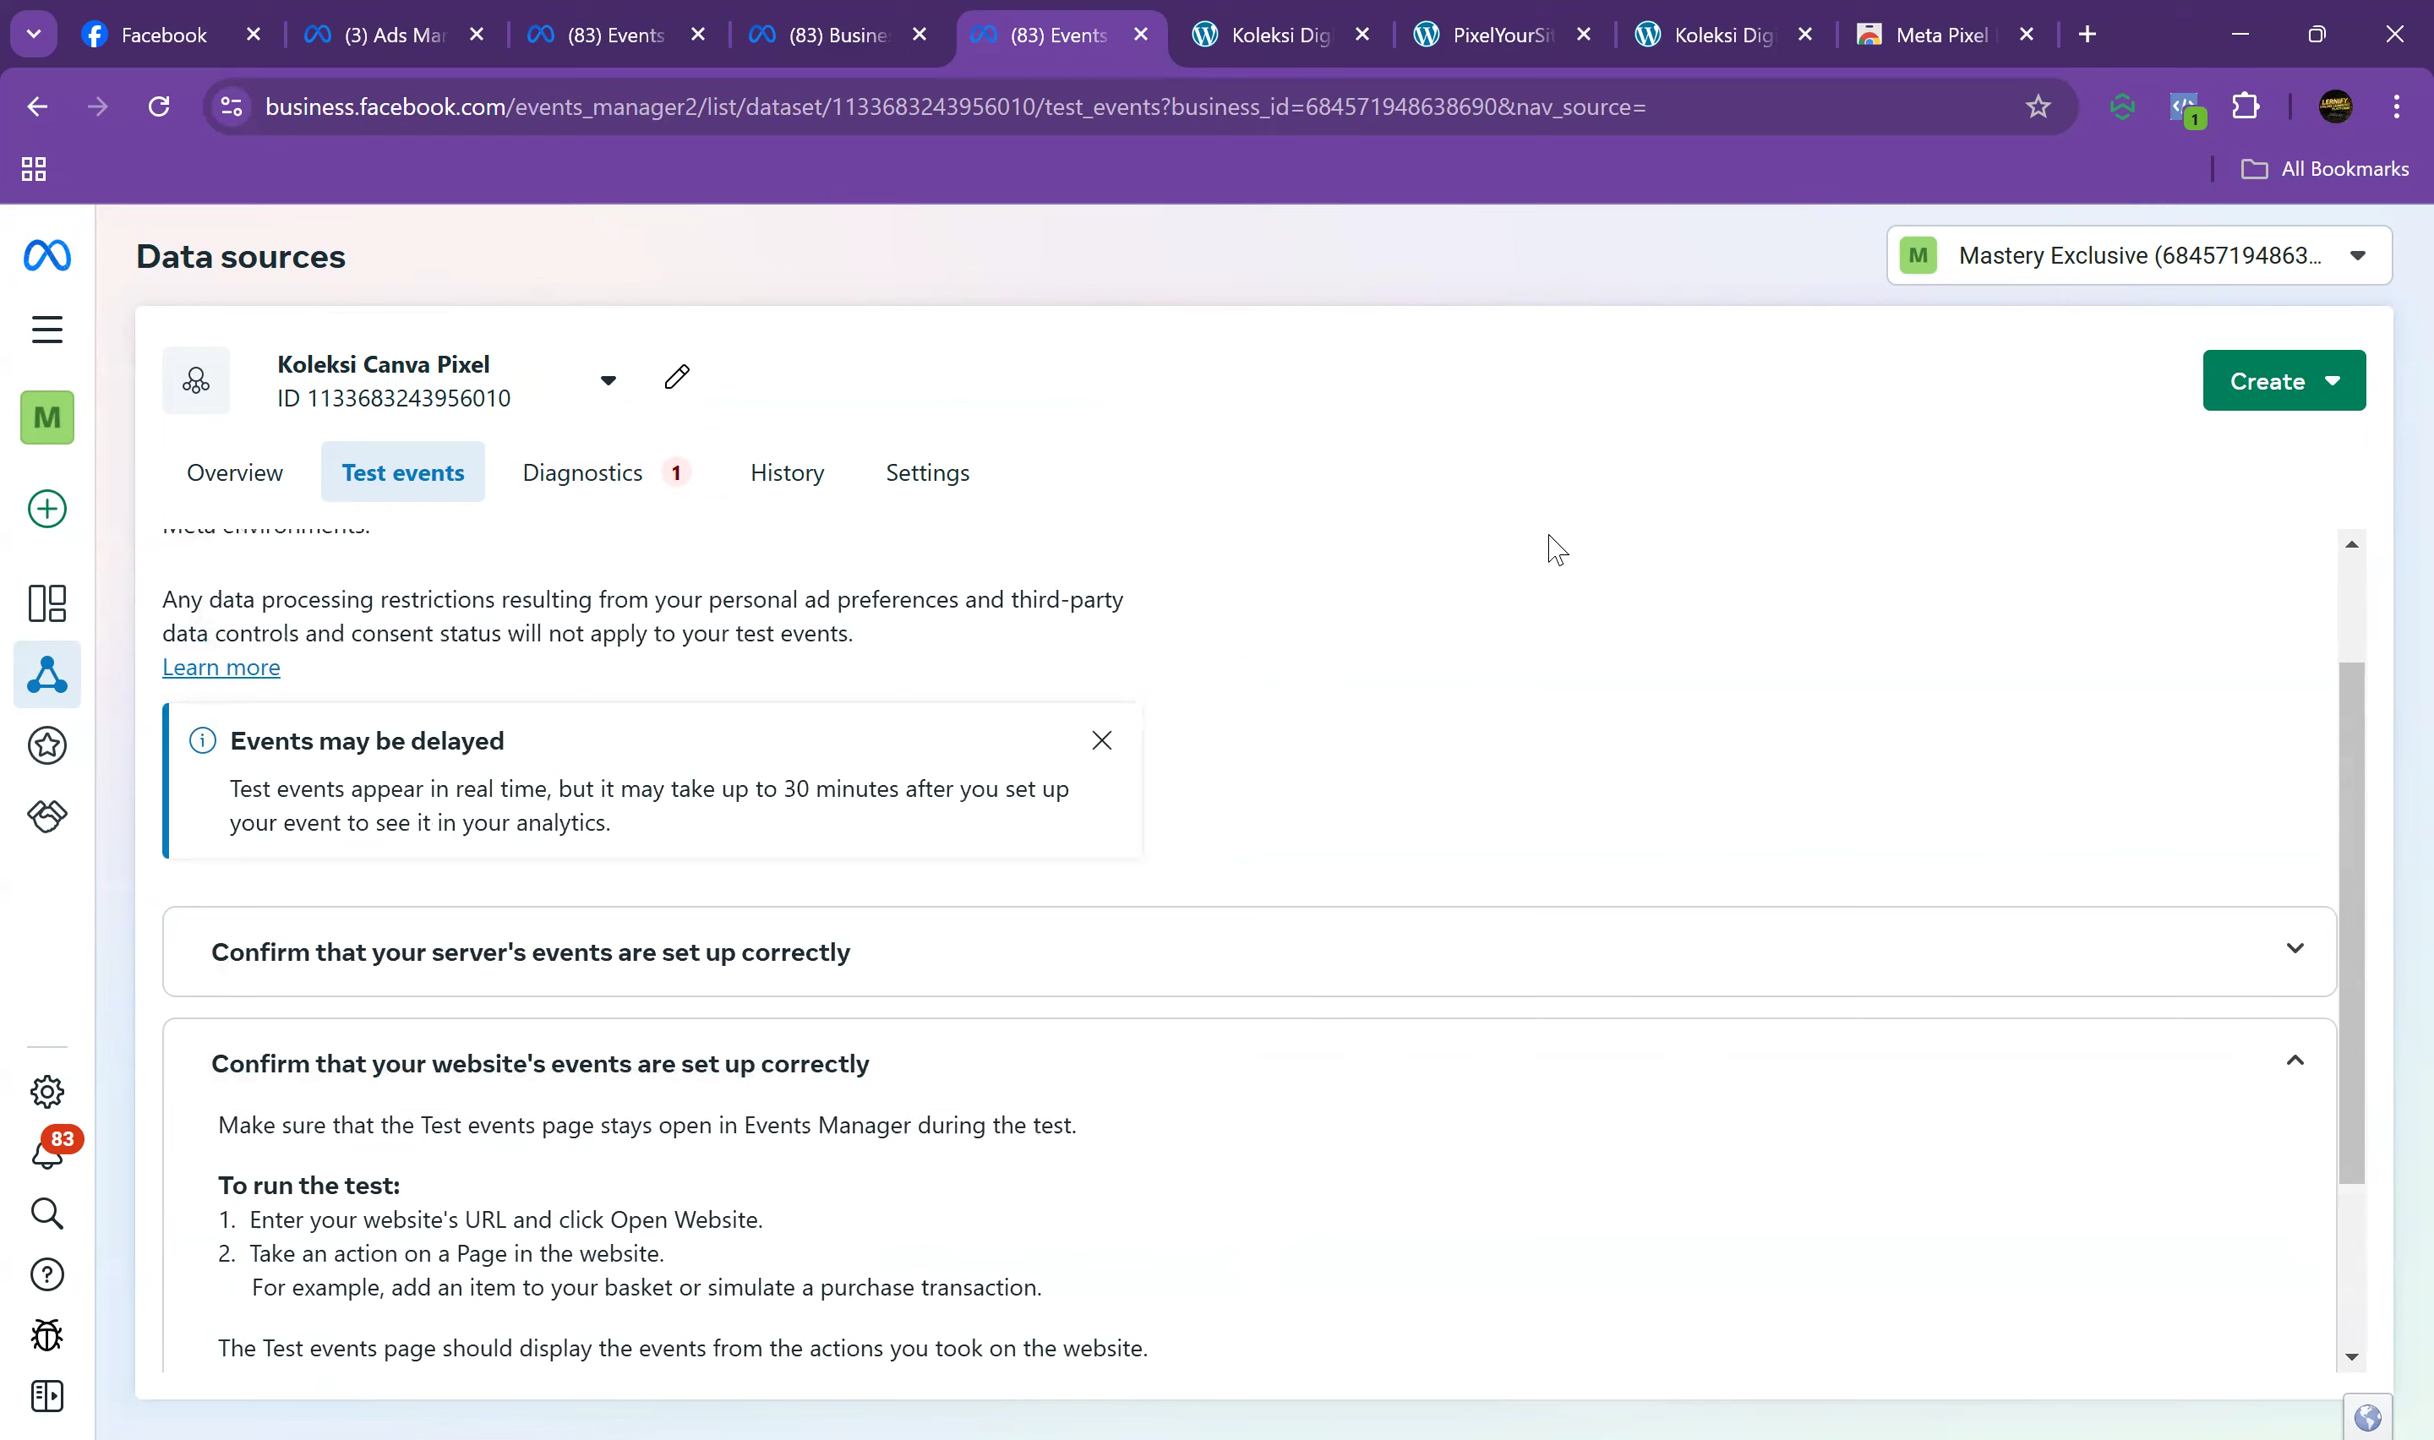 Facebook
(3) Ads Mar
(83) Events
(83) Busine
(83) Events
Koleksi Dig
PixelYourSit
Koleksi Dig
Meta Pixel
business.facebook.com/events_manager2/list/dataset/1133683243956010/test_events?business_id=684571948638690&nav_source=
1
All Bookmarks
Data sources
M
Mastery Exclusive (68457194863...
Koleksi Canva Pixel
ID 1133683243956010
Create
M
Overview
Test events
Diagnostics 1
History
Settings
Meta environments.
Any data processing restrictions resulting from your personal ad preferences and third-party
data controls and consent status will not apply to your test events.
Learn more
Events may be delayed
Test events appear in real time, but it may take up to 30 minutes after you set up
your event to see it in your analytics.
Confirm that your server's events are set up correctly
Confirm that your website's events are set up correctly
Make sure that the Test events page stays open in Events Manager during the test.
83
To run the test:
1. Enter your website's URL and click Open Website.
2. Take an action on a Page in the website.
For example, add an item to your basket or simulate a purchase transaction.
The Test events page should display the events from the actions you took on the website.